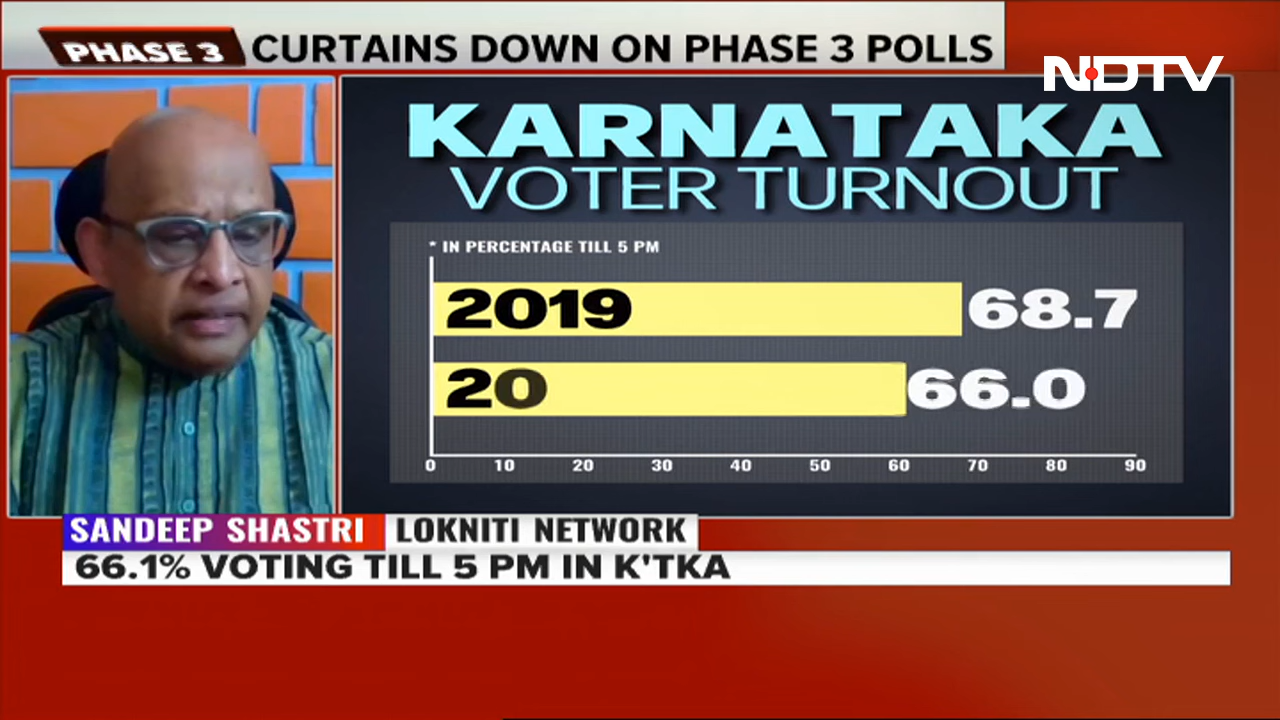 PHASE 3 CURTAINS DOWN ON PHASE 3 POLLS
NDTV
KARNATAKA
VOTER TURNOUT
* IN PERCENTAGE TILL 5 PM
2019 68.7
20 66.0
0 10 20 30 40 50 60 70 80 90
SANDEEP SHASTRI LOKNITI NETWORK
66.1% VOTING TILL 5 PM IN K'TKA